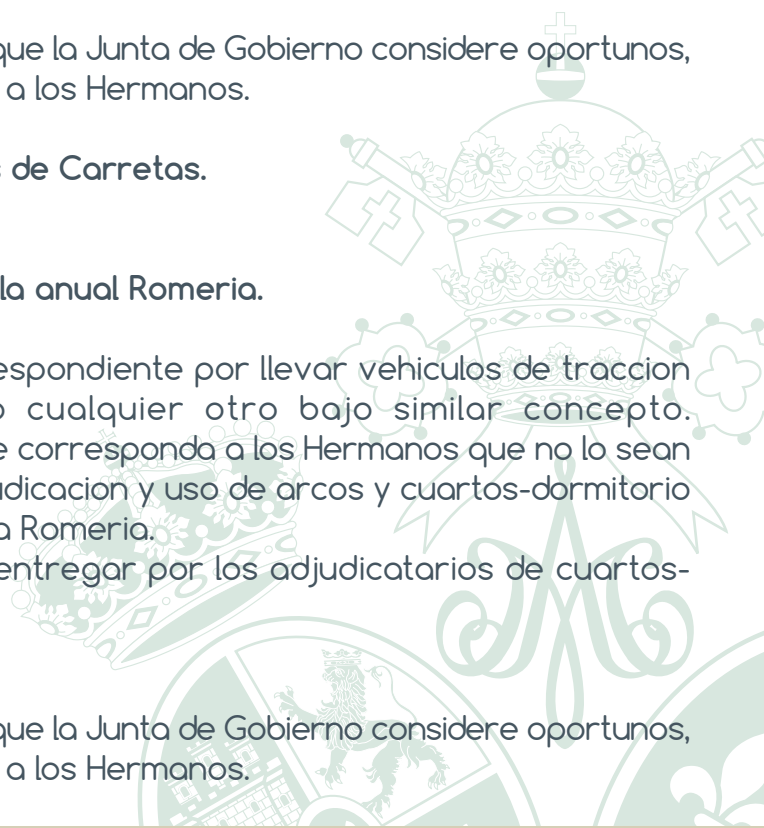 que la Junta de Gobierno considere oportunos,
a los Hermanos.
de Carretas.
la anual Romeria.
espondiente por llevar vehiculos de traccion
o cualquier otro bajo similar concepto.
e corresponda a los Hermanos que no lo sean
udicacion y uso de arcos y cuartos-dormitorio
a Romeria.
entregar por los adjudicatarios de cuartos-
que la Junta de Gobierno considere oportunos,
a los Hermanos.